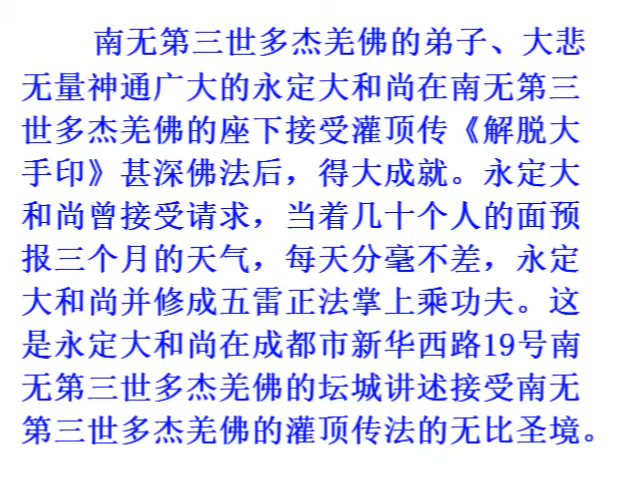 南无第三世多杰羌佛的弟子、大悲
无量神通广大的永定大和尚在南无第三
世多杰羌佛的座下接受灌顶传《解脱大
手印》甚深佛法后，得大成就。永定大
和尚曾接受请求，当着几十个人的面预
报三个月的天气，每天分毫不差，永定
大和尚并修成五雷正法掌上乘功夫。这
是永定大和尚在成都市新华西路19号南
无第三世多杰羌佛的坛城讲述接受南无
第三世多杰羌佛的灌顶传法的无比圣境。